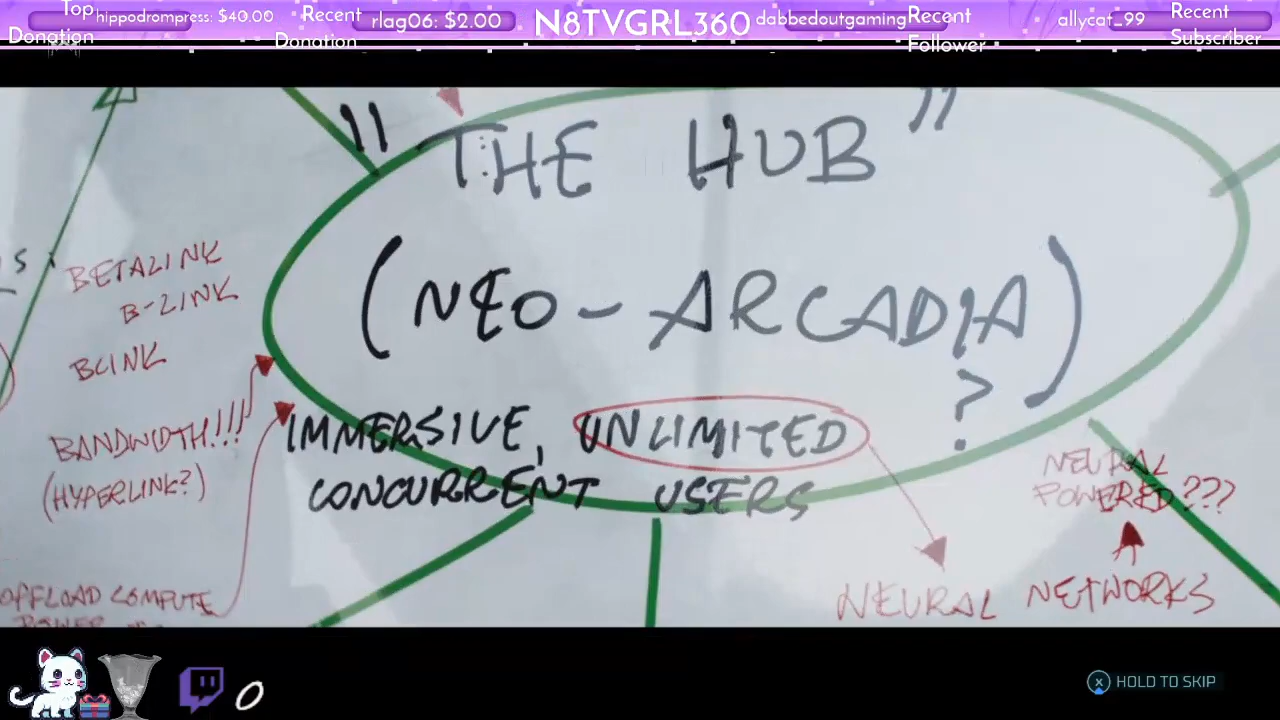 Top Donation
hippodrompress: $40.00
Recent Donation
rlag06: $2.00
N8TVGRL360
dabbedoutgaming
Recent Follower
allycat_99
Recent Subscriber
"THE HUB"
(NEO-ARCADIA)
?
BETALINK
B-LINK
BLINK
BANDWIDTH!!!
(HYPERLINK?)
IMMERSIVE, UNLIMITED
CONCURRENT USERS
NEURAL
POWERED???
OFFLOAD COMPUTE
POWER
NEURAL NETWORKS
0
HOLD TO SKIP